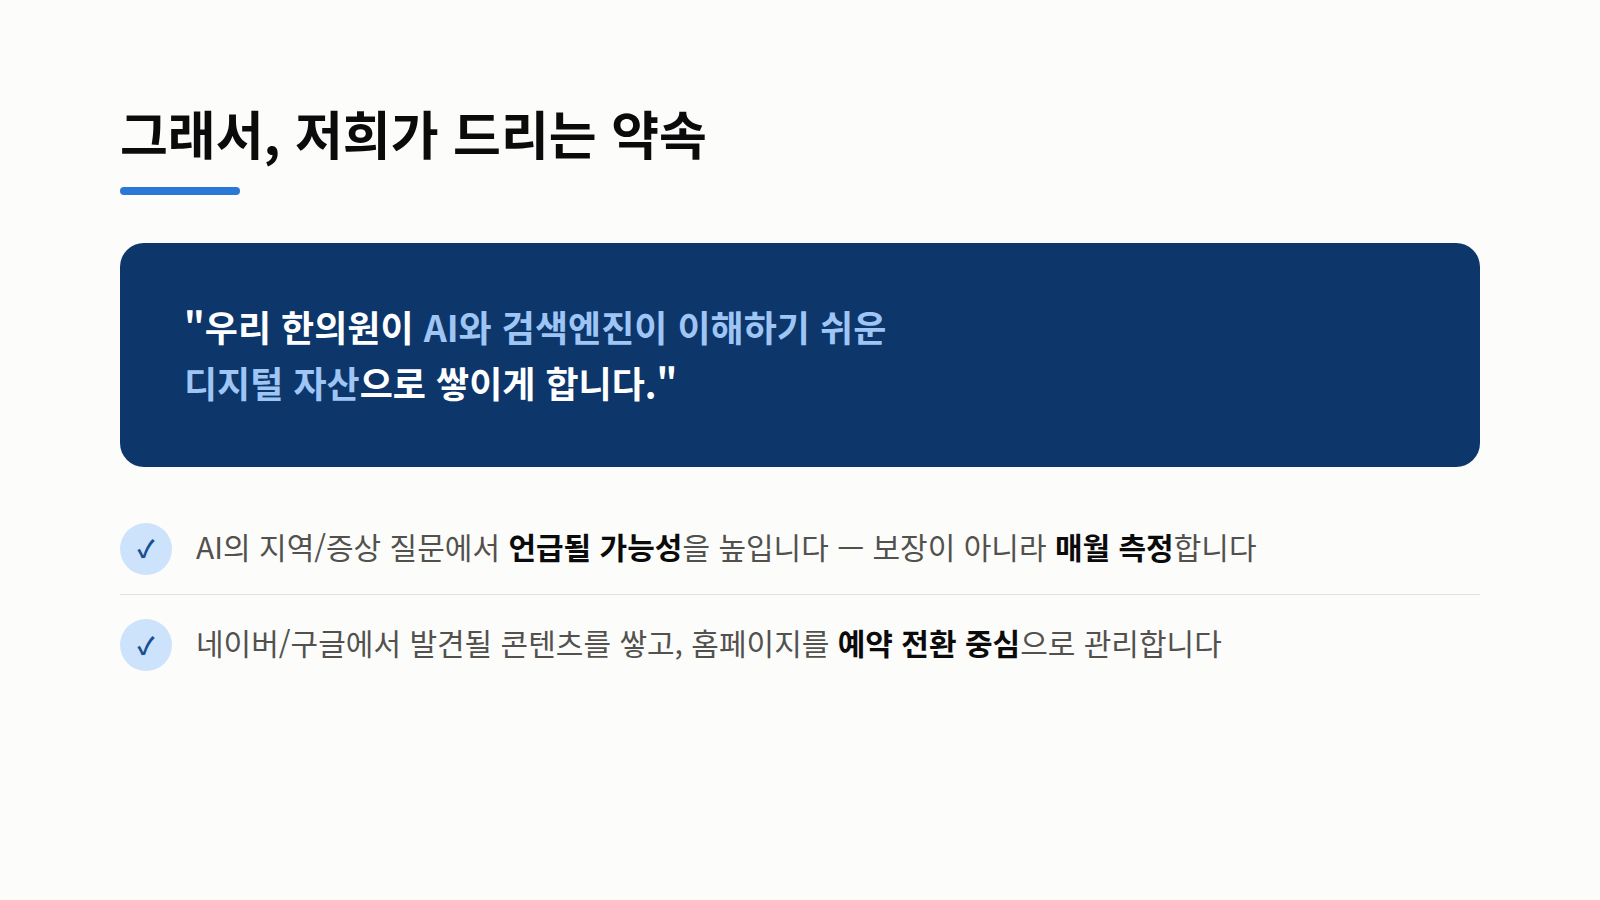 그래서, 저희가 드리는 약속
"우리 한의원이 AI와 검색엔진이 이해하기 쉬운
디지털 자산으로 쌓이게 합니다."
✓ AI의 지역/증상 질문에서 언급될 가능성을 높입니다 — 보장이 아니라 매월 측정합니다
✓ 네이버/구글에서 발견될 콘텐츠를 쌓고, 홈페이지를 예약 전환 중심으로 관리합니다